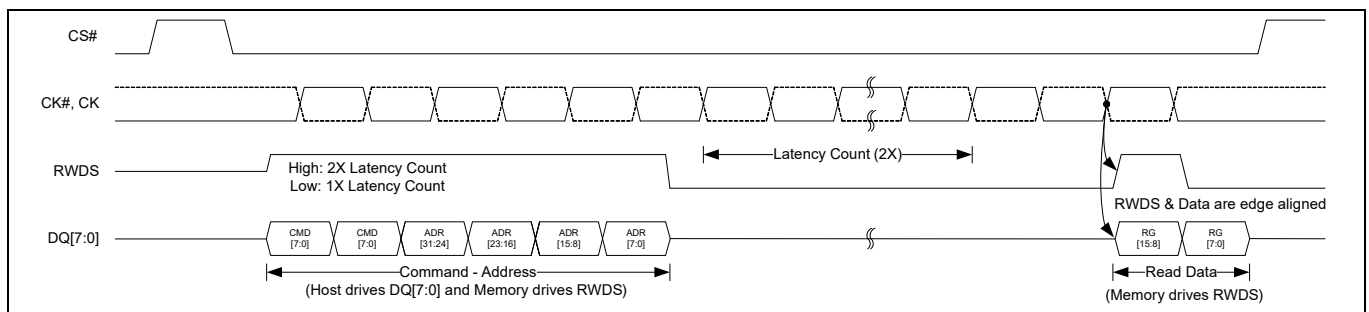 CS#
CK#, CK
Latency Count (2X)
RWDS
High: 2X Latency Count
Low: 1X Latency Count
RWDS & Data are edge aligned
DQ[7:0]
CMD
[7:0]
CMD
[7:0]
ADR
[31:24]
ADR
[23:16]
ADR
[15:8]
ADR
[7:0]
RG
[15:8]
RG
[7:0]
Command - Address
(Host drives DQ[7:0] and Memory drives RWDS)
Read Data
(Memory drives RWDS)